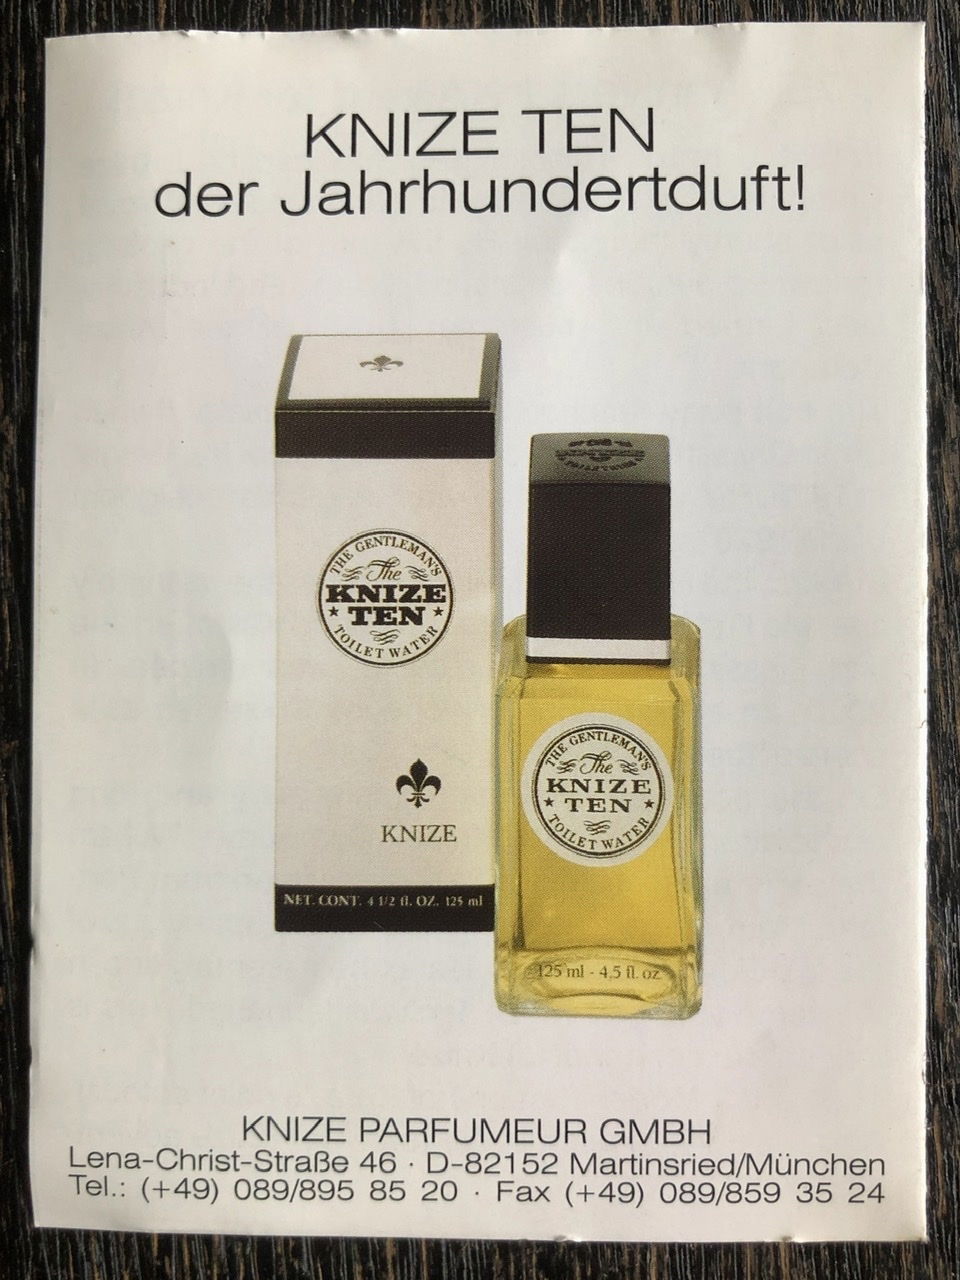 KNIZE TEN
der Jahrhundertduft!
THE GENTLEMAN'S
The
KNIZE
TEN
TOILET WATER
KNIZE
NET. CONT. 4 1/2 fl. OZ. 125 ml
THE GENTLEMAN'S
The
KNIZE
TEN
TOILET WATER
125 ml - 4,5 fl. oz
KNIZE PARFUMEUR GMBH
Lena-Christ-Straße 46 · D-82152 Martinsried/München
Tel.: (+49) 089/895 85 20 · Fax (+49) 089/859 35 24